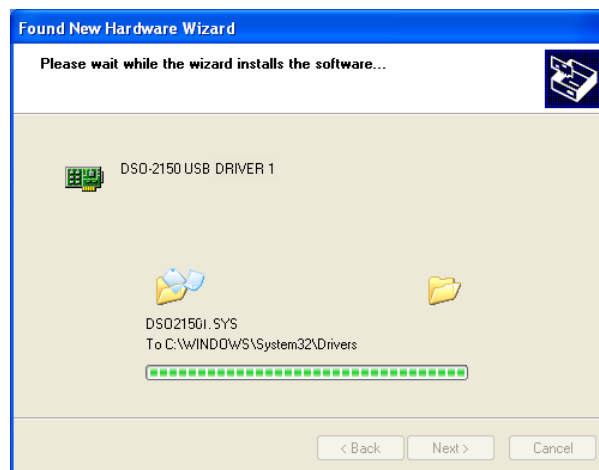 Found New Hardware Wizard
Please wait while the wizard installs the software...
DSO-2150 USB DRIVER 1
DSO2150I.SYS
To C:\WINDOWS\System32\Drivers
< Back
Next >
Cancel